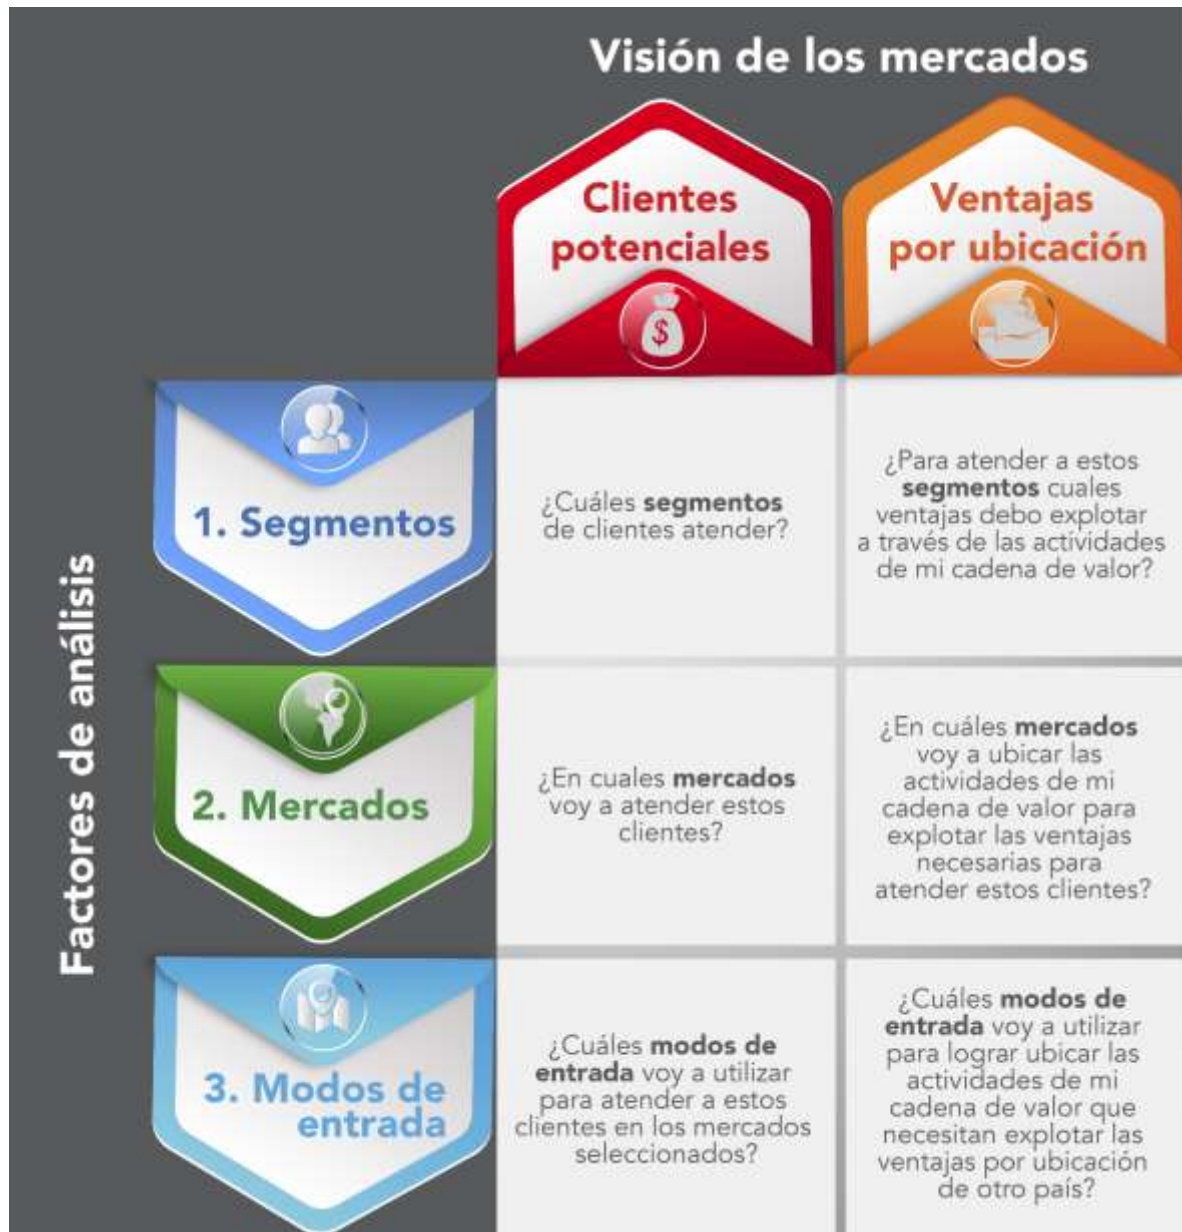 Visión de los mercados
Clientes
potenciales
$
Ventajas
por ubicación
Factores de análisis
1. Segmentos
¿Cuáles segmentos
de clientes atender?
¿Para atender a estos
segmentos cuales
ventajas debo explotar
a través de las actividades
de mi cadena de valor?
2. Mercados
¿En cuales mercados
voy a atender estos
clientes?
¿En cuáles mercados
voy a ubicar las
actividades de mi
cadena de valor para
explotar las ventajas
necesarias para
atender estos clientes?
3. Modos de
entrada
¿Cuáles modos de
entrada voy a utilizar
para atender a estos
clientes en los mercados
seleccionados?
¿Cuáles modos de
entrada voy a utilizar
para lograr ubicar las
actividades de mi
cadena de valor que
necesitan explotar las
ventajas por ubicación
de otro país?